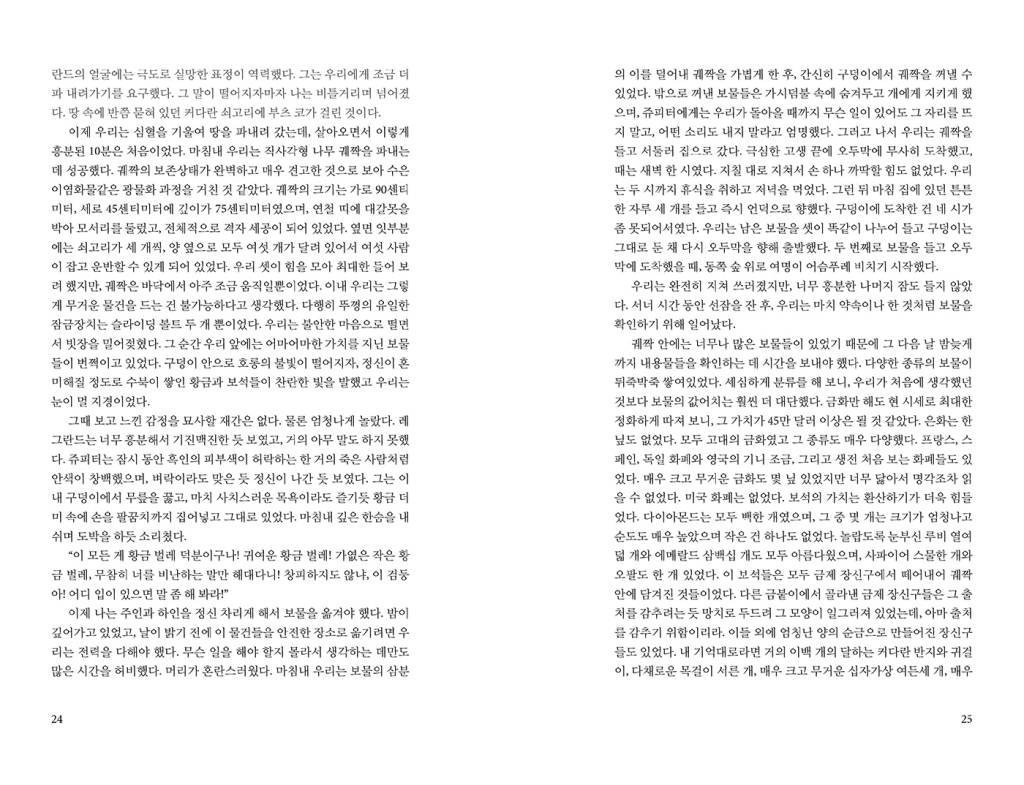 란드의 얼굴에는 극도로 실망한 표정이 역력했다. 그는 우리에게 조금 더
파 내려가기를 요구했다. 그 말이 떨어지자마자 나는 비틀거리며 넘어졌
다. 땅 속에 반쯤 묻혀 있던 커다란 쇠고리에 부츠 코가 걸린 것이다.
이제 우리는 심혈을 기울여 땅을 파내려 갔는데, 살아오면서 이렇게
흥분된 10분은 처음이었다. 마침내 우리는 직사각형 나무 궤짝을 파내는
데 성공했다. 궤짝의 보존상태가 완벽하고 매우 견고한 것으로 보아 수은
이염화물같은 광물화 과정을 거친 것 같았다. 궤짝의 크기는 가로 90센티
미터, 세로 45센티미터에 깊이가 75센티미터였으며, 연철 띠에 대갈못을
박아 모서리를 둘렀고, 전체적으로 격자 세공이 되어 있었다. 옆면 윗부분
에는 쇠고리가 세 개씩, 양 옆으로 모두 여섯 개가 달려 있어서 여섯 사람
이 잡고 운반할 수 있게 되어 있었다. 우리 셋이 힘을 모아 최대한 들어 보
려 했지만, 궤짝은 바닥에서 아주 조금 움직일뿐이었다. 이내 우리는 그렇
게 무거운 물건을 드는 건 불가능하다고 생각했다. 다행히 뚜껑의 유일한
잠금장치는 슬라이딩 볼트 두 개 뿐이었다. 우리는 불안한 마음으로 떨면
서 빗장을 밀어젖혔다. 그 순간 우리 앞에는 어마어마한 가치를 지닌 보물
들이 번쩍이고 있었다. 구덩이 안으로 호롱의 불빛이 떨어지자, 정신이 혼
미해질 정도로 수북이 쌓인 황금과 보석들이 찬란한 빛을 발했고 우리는
눈이 멀 지경이었다.
그때 보고 느낀 감정을 묘사할 재간은 없다. 물론 엄청나게 놀랐다. 레
그란드는 너무 흥분해서 기진맥진한 듯 보였고, 거의 아무 말도 하지 못했
다. 쥬피터는 잠시 동안 흑인의 피부색이 허락하는 한 거의 죽은 사람처럼
안색이 창백했으며, 벼락이라도 맞은 듯 정신이 나간 듯 보였다. 그는 이
내 구덩이에서 무릎을 꿇고, 마치 사치스러운 목욕이라도 즐기듯 황금 더
미 속에 손을 팔꿈치까지 집어넣고 그대로 있었다. 마침내 깊은 한숨을 내
쉬며 도박을 하듯 소리쳤다.
“이 모든 게 황금 벌레 덕분이구나! 귀여운 황금 벌레! 가엾은 작은 황
금 벌레, 무참히 너를 비난하는 말만 해대다니! 창피하지도 않냐, 이 검둥
아! 어디 입이 있으면 말 좀 해 봐라!”
이제 나는 주인과 하인을 정신 차리게 해서 보물을 옮겨야 했다. 밤이
깊어가고 있었고, 날이 밝기 전에 이 물건들을 안전한 장소로 옮기려면 우
리는 전력을 다해야 했다. 무슨 일을 해야 할지 몰라서 생각하는 데만도
많은 시간을 허비했다. 머리가 혼란스러웠다. 마침내 우리는 보물의 삼분
24
의 이를 덜어내 궤짝을 가볍게 한 후, 간신히 구덩이에서 궤짝을 꺼낼 수
있었다. 밖으로 꺼낸 보물들은 가시덤불 속에 숨겨두고 개에게 지키게 했
으며, 쥬피터에게는 우리가 돌아올 때까지 무슨 일이 있어도 그 자리를 뜨
지 말고, 어떤 소리도 내지 말라고 엄명했다. 그러고 나서 우리는 궤짝을
들고 서둘러 집으로 갔다. 극심한 고생 끝에 오두막에 무사히 도착했고,
때는 새벽 한 시였다. 지칠 대로 지쳐서 손 하나 까딱할 힘도 없었다. 우리
는 두 시까지 휴식을 취하고 저녁을 먹었다. 그런 뒤 마침 집에 있던 튼튼
한 자루 세 개를 들고 즉시 언덕으로 향했다. 구덩이에 도착한 건 네 시가
좀 못되어서였다. 우리는 남은 보물을 셋이 똑같이 나누어 들고 구덩이는
그대로 둔 채 다시 오두막을 향해 출발했다. 두 번째로 보물을 들고 오두
막에 도착했을 때, 동쪽 숲 위로 여명이 어슴푸레 비치기 시작했다.
우리는 완전히 지쳐 쓰러졌지만, 너무 흥분한 나머지 잠도 들지 않았
다. 서너 시간 동안 선잠을 잔 후, 우리는 마치 약속이나 한 것처럼 보물을
확인하기 위해 일어났다.
궤짝 안에는 너무나 많은 보물들이 있었기 때문에 그 다음 날 밤늦게
까지 내용물들을 확인하는 데 시간을 보내야 했다. 다양한 종류의 보물이
뒤죽박죽 쌓여있었다. 세심하게 분류를 해 보니, 우리가 처음에 생각했던
것보다 보물의 값어치는 훨씬 더 대단했다. 금화만 해도 현 시세로 최대한
정확하게 따져 보니, 그 가치가 45만 달러 이상은 될 것 같았다. 은화는 한
닢도 없었다. 모두 고대의 금화였고 그 종류도 매우 다양했다. 프랑스, 스
페인, 독일 화폐와 영국의 기니 조금, 그리고 생전 처음 보는 화폐들도 있
었다. 매우 크고 무거운 금화도 몇 닢 있었지만 너무 닳아서 명각조차 읽
을 수 없었다. 미국 화폐는 없었다. 보석의 가치는 환산하기가 더욱 힘들
었다. 다이아몬드는 모두 백한 개였으며, 그 중 몇 개는 크기가 엄청나고
순도도 매우 높았으며 작은 건 하나도 없었다. 놀랍도록 눈부신 루비 열여
덟 개와 에메랄드 삼백십 개도 모두 아름다웠으며, 사파이어 스물한 개와
오팔도 한 개 있었다. 이 보석들은 모두 금제 장신구에서 떼어내어 궤짝
안에 담겨진 것들이었다. 다른 금붙이에서 골라낸 금제 장신구들은 그 출
처를 감추려는 듯 망치로 두드려 그 모양이 일그러져 있었는데, 아마 출처
를 감추기 위함이리라. 이들 외에 엄청난 양의 순금으로 만들어진 장신구
들도 있었다. 내 기억대로라면 거의 이백 개의 달하는 커다란 반지와 귀걸
이, 다채로운 목걸이 서른 개, 매우 크고 무거운 십자가상 여든세 개, 매우
25